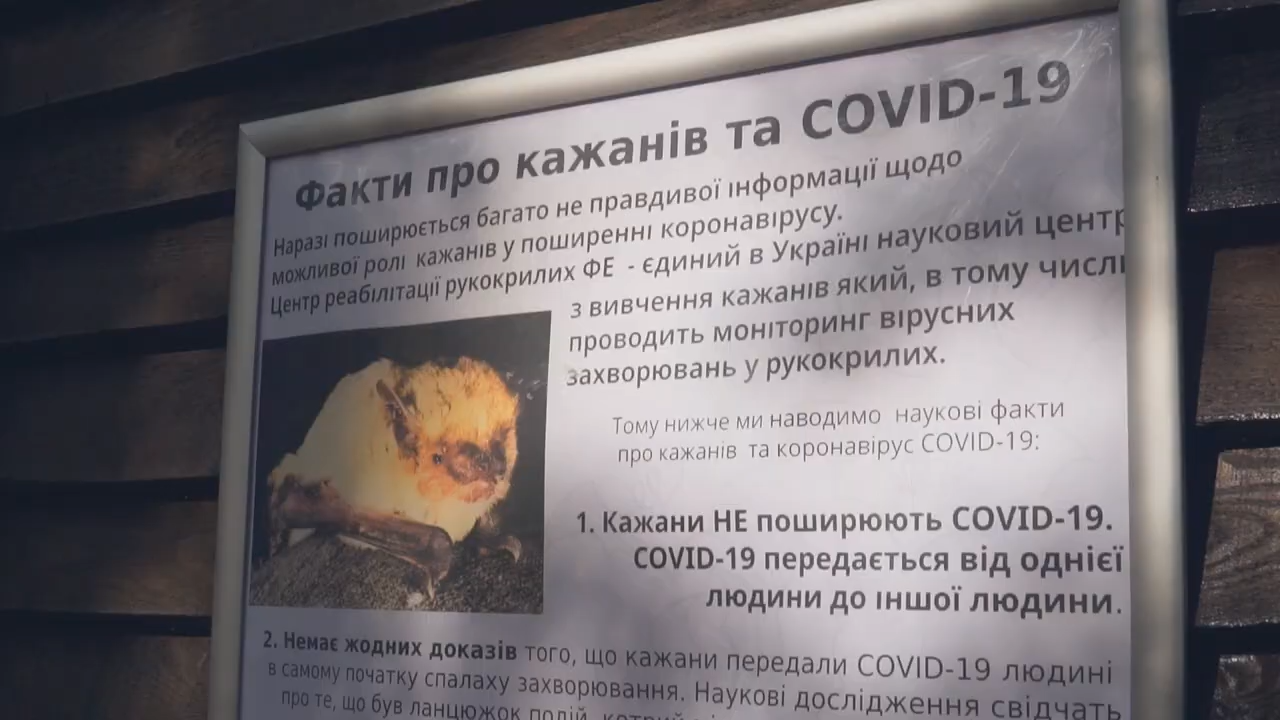 Факти про кажанів та COVID-19
Наразі поширюється багато не правдивої інформації щодо
можливої ролі кажанів у поширенні коронавірусу.
Центр реабілітації рукокрилих ФЕ - єдиний в Україні науковий центр
з вивчення кажанів який, в тому числі
проводить моніторинг вірусних
захворювань у рукокрилих.
Тому нижче ми наводимо наукові факти
про кажанів та коронавірус COVID-19:
1. Кажани НЕ поширюють COVID-19.
COVID-19 передається від однієї
людини до іншої людини.
2. Немає жодних доказів того, що кажани передали COVID-19 людині
в самому початку спалаху захворювання. Наукові дослідження свідчать
про те, що був ланцюжок подій,